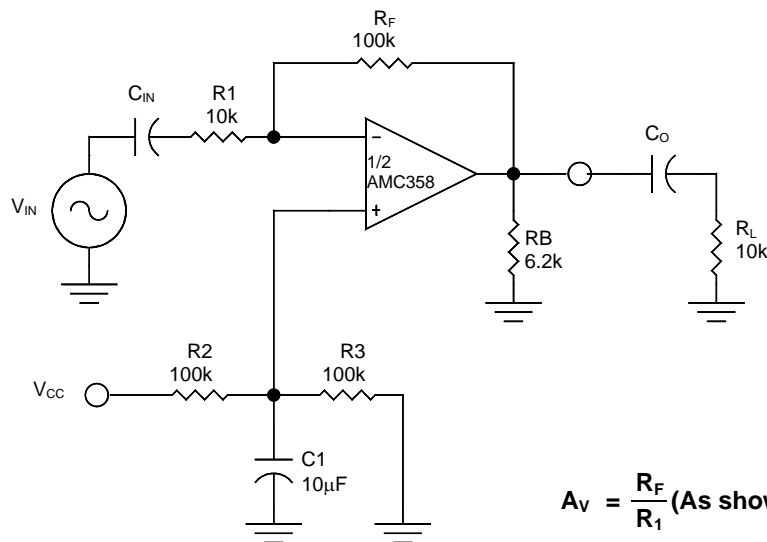 RF
100k
CIN
R1
10k
CO
1/2
AMC358
−
+
VIN
RB
6.2k
RL
10k
R2
100k
R3
100k
VCC
C1
10μF
AV = RF/R1 (As show